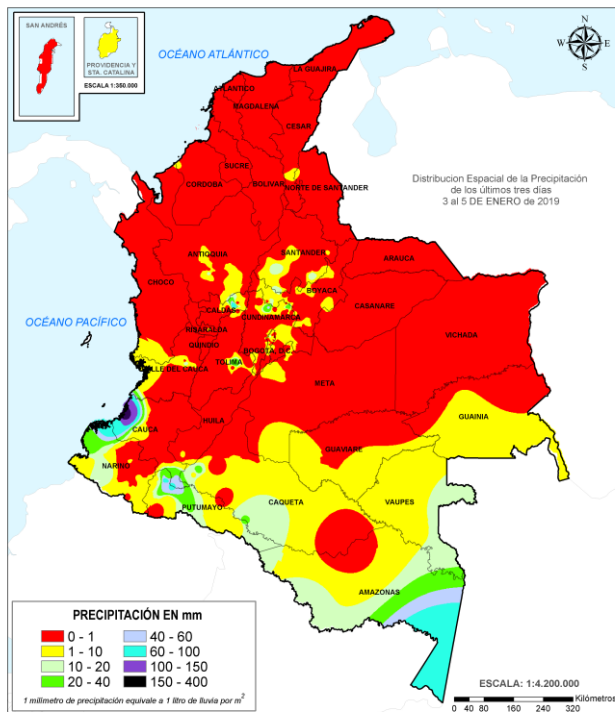 SAN ANDRÉS
PROVIDENCIA Y
STA. CATALINA
ESCALA 1:350.000
OCÉANO ATLÁNTICO
N
W E
S
LA GUAJIRA
ATLANTICO
MAGDALENA
CESAR
SUCRE
CORDOBA
BOLIVAR
NORTE DE SANTANDER
Distribucion Espacial de la Precipitación
de los últimos tres días
3 al 5 DE ENERO de 2019
ANTIOQUIA
SANTANDER
ARAUCA
CHOCO
BOYACA
CASANARE
CALDAS
CUNDINAMARCA
OCÉANO PACÍFICO
RISARALDA
VICHADA
QUINDIO
BOGOTA, D.C.
TOLIMA
VALLE DEL CAUCA
META
GUAINIA
HUILA
CAUCA
GUAVIARE
NARIÑO
CAQUETA
VAUPES
PUTUMAYO
AMAZONAS
PRECIPITACIÓN EN mm
0 - 1 40 - 60
1 - 10 60 - 100
10 - 20 100 - 150
20 - 40 150 - 400
1 milimetro de precipitación equivale a 1 litro de lluvia por m2
ESCALA: 1:4.200.000
Kilómetros
0 40 80 160 240 320